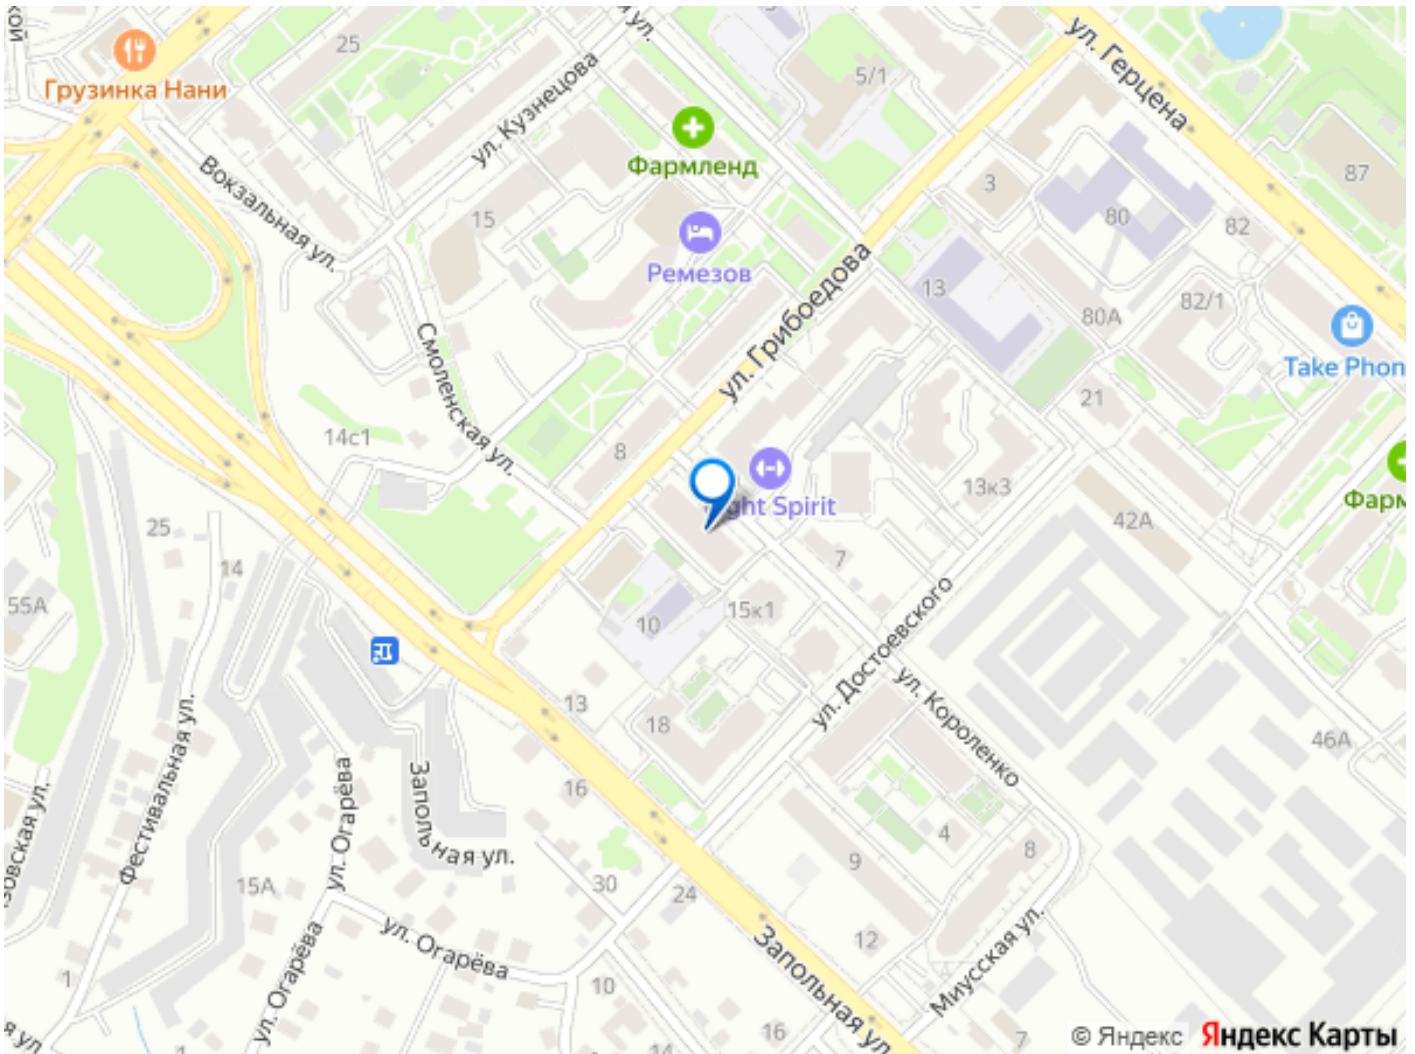 25
ул. Герцена
5/1
Грузинка Нани
ул. Кузнецова
Фармленд
87
Вокзальная ул.
3
80
82
15
Ремезов
ул. Грибоедова
13
82/1
80А
Take Phon
Смоленская ул.
21
14с1
8
13к3
ght Spirit
Фарм
42А
25
7
14
55А
15к1
10
ул. Достоевского
ул. Короленко
13
18
46А
Фестивальная ул.
ул. Огарёва
Запольная ул.
16
4
8
9
зовская ул.
15А
30
24
ул. Огарёва
ул. Огарёва
12
Запольная ул.
Миусская ул.
1
10
16
14
7
1
я ул.
© Яндекс Яндекс Карты